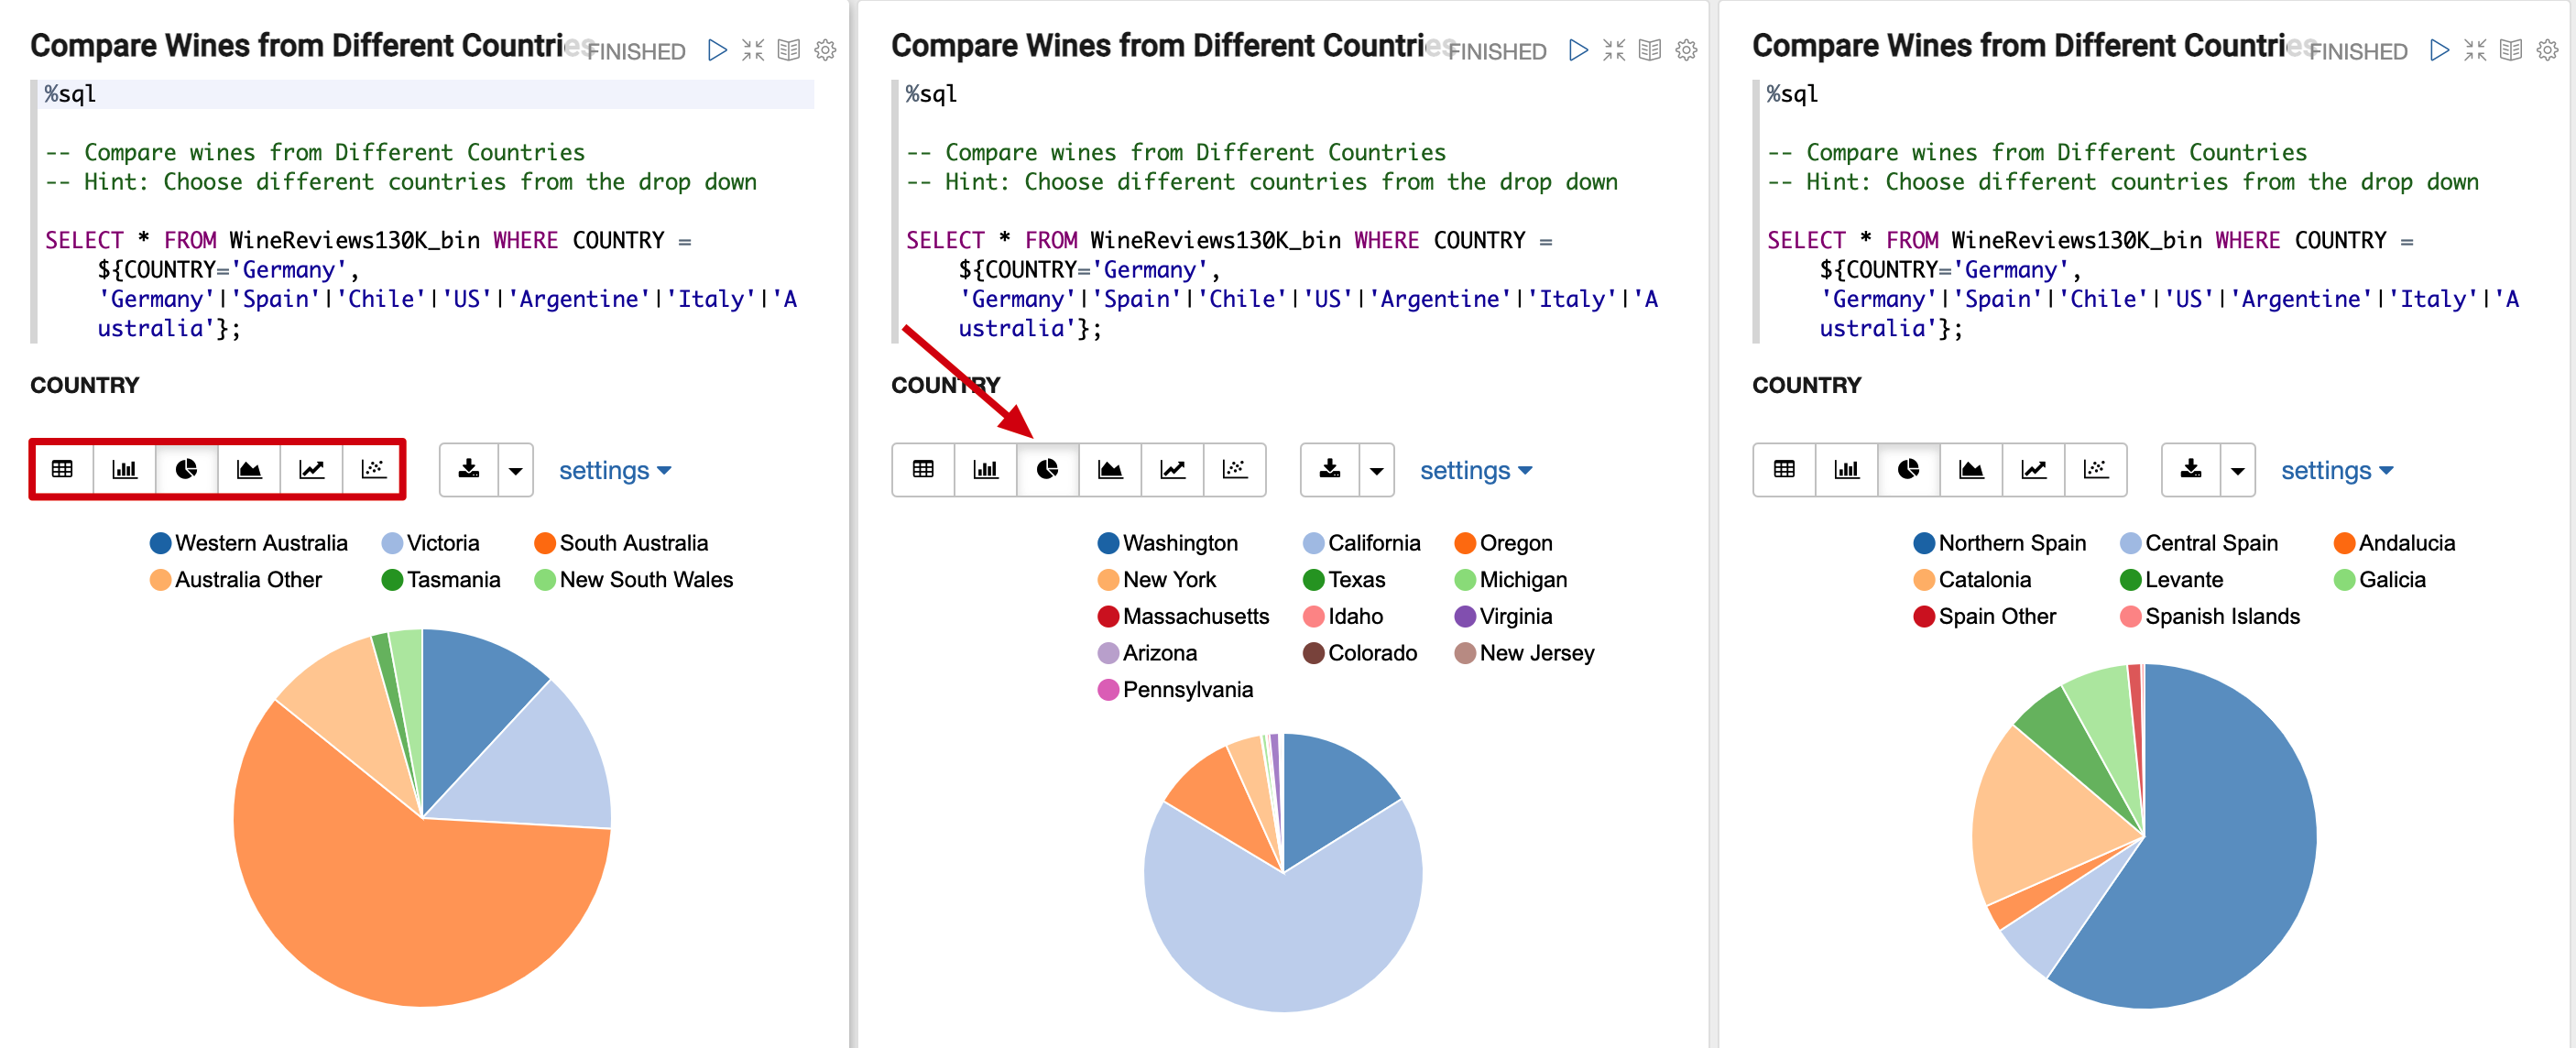 Compare Wines from Different Countries FINISHED
%sql
-- Compare wines from Different Countries
-- Hint: Choose different countries from the drop down
SELECT * FROM WineReviews130K_bin WHERE COUNTRY =
${COUNTRY='Germany',
'Germany'|'Spain'|'Chile'|'US'|'Argentine'|'Italy'|'A
ustralia'};
COUNTRY
settings
Western Australia Victoria South Australia
Australia Other Tasmania New South Wales
Compare Wines from Different Countries FINISHED
%sql
-- Compare wines from Different Countries
-- Hint: Choose different countries from the drop down
SELECT * FROM WineReviews130K_bin WHERE COUNTRY =
${COUNTRY='Germany',
'Germany'|'Spain'|'Chile'|'US'|'Argentine'|'Italy'|'A
ustralia'};
COUNTRY
settings
Washington California Oregon
New York Texas Michigan
Massachusetts Idaho Virginia
Arizona Colorado New Jersey
Pennsylvania
Compare Wines from Different Countries FINISHED
%sql
-- Compare wines from Different Countries
-- Hint: Choose different countries from the drop down
SELECT * FROM WineReviews130K_bin WHERE COUNTRY =
${COUNTRY='Germany',
'Germany'|'Spain'|'Chile'|'US'|'Argentine'|'Italy'|'A
ustralia'};
COUNTRY
settings
Northern Spain Central Spain Andalucia
Catalonia Levante Galicia
Spain Other Spanish Islands